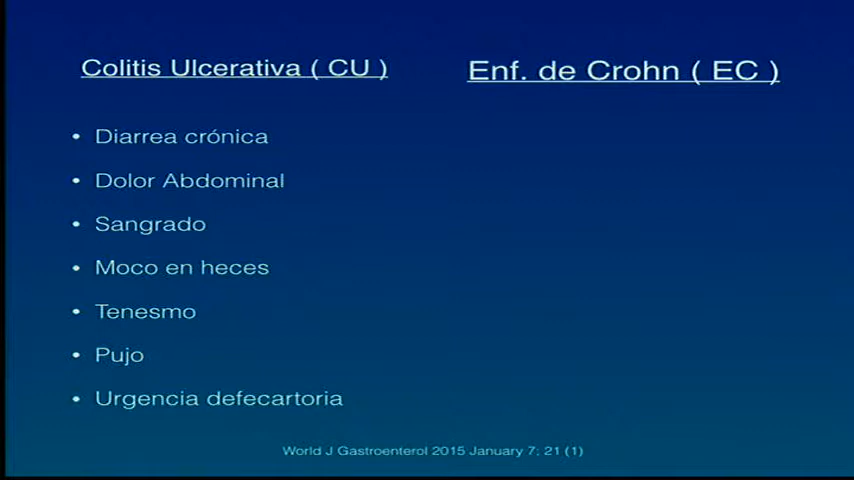 Colitis Ulcerativa ( CU )
Enf. de Crohn ( EC )
• Diarrea crónica
• Dolor Abdominal
• Sangrado
• Moco en heces
• Tenesmo
• Pujo
• Urgencia defecartoria
World J Gastroenterol 2015 January 7; 21 (1)